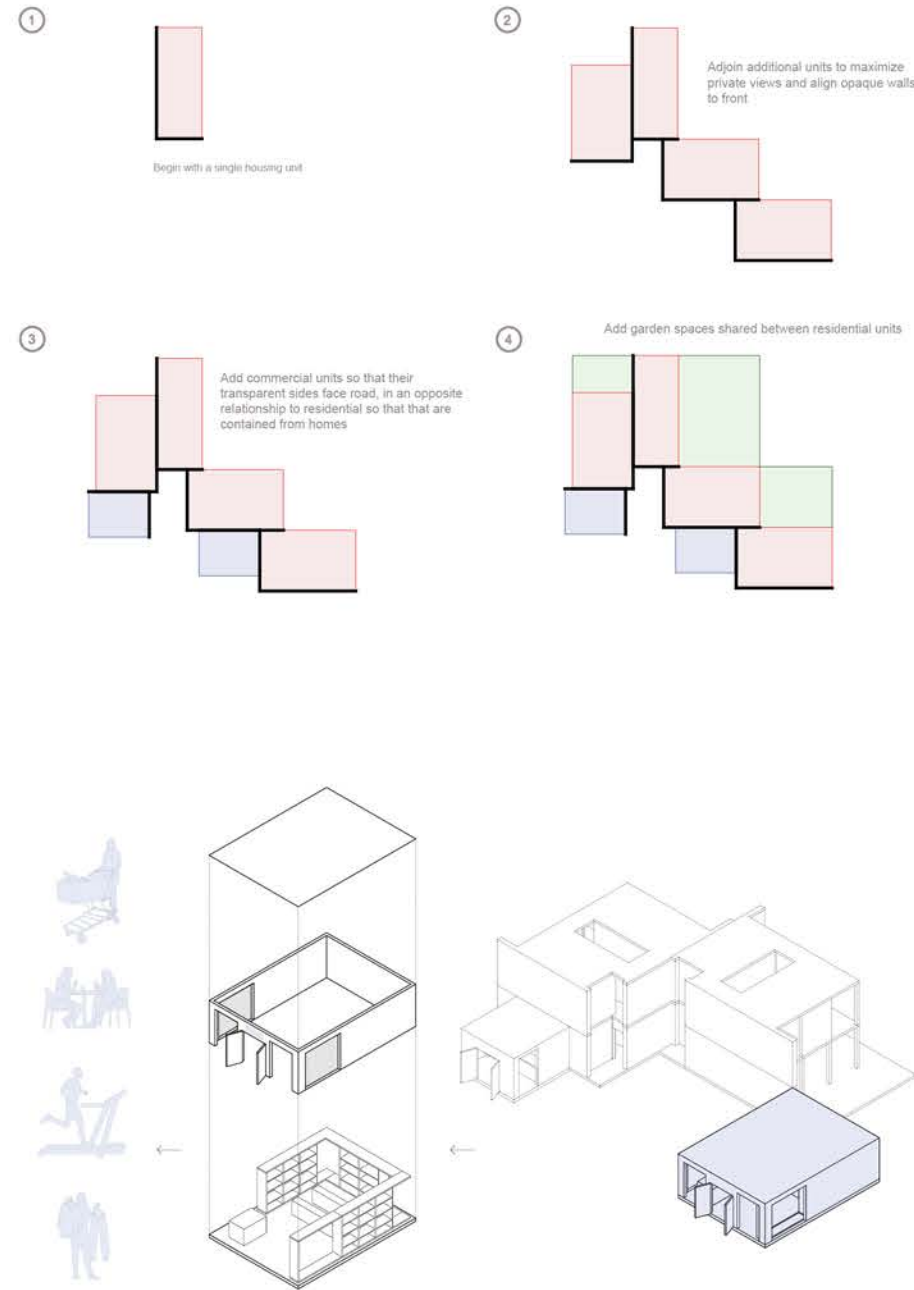 1
Begin with a single housing unit
2
Adjoin additional units to maximize
private views and align opaque walls
to front
3
Add commercial units so that their
transparent sides face road, in an opposite
relationship to residential so that that are
contained from homes
4
Add garden spaces shared between residential units